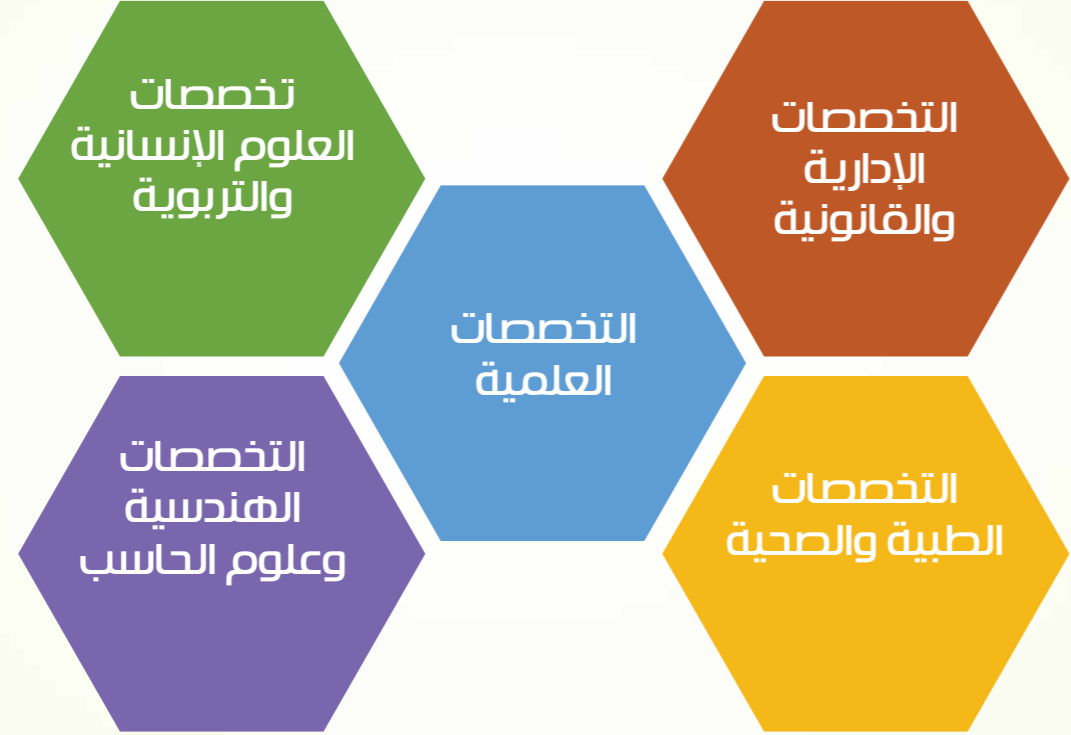 التخصصات
الإدارية
والقانونية
تخصصات
العلوم الإنسانية
والتربوية
التخصصات
العلمية
التخصصات
الطبية والصحية
التخصصات
الهندسية
وعلوم الحاسب